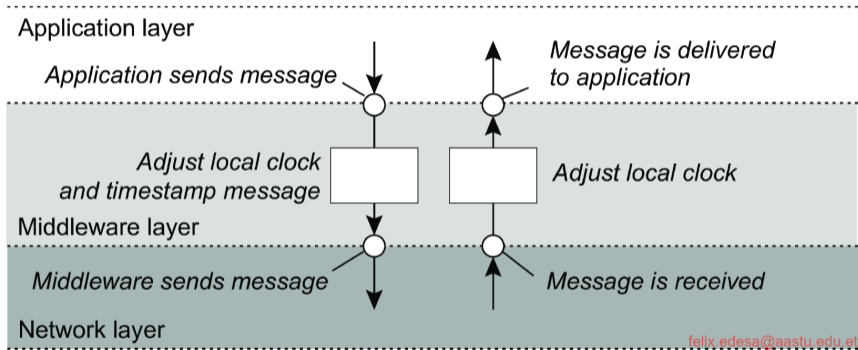 Application layer
Application sends message
Message is delivered
to application
Adjust local clock
and timestamp message
Adjust local clock
Middleware layer
Middleware sends message
Message is received
Network layer
felix.edesa@aastu.edu.et